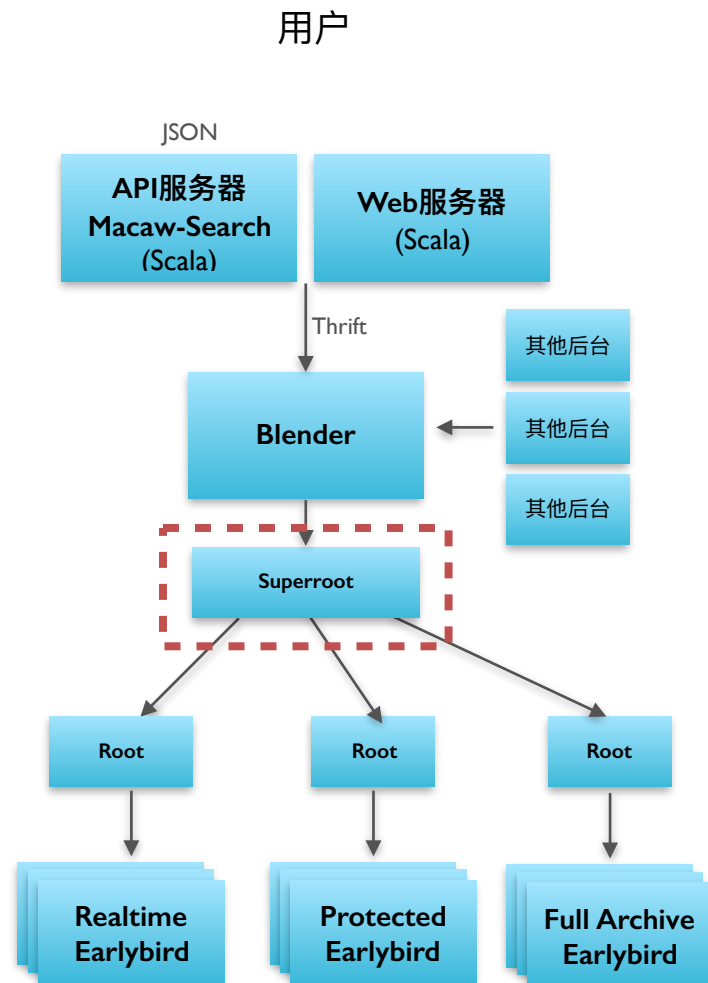 用户
JSON
API服务器
Macaw-Search
(Scala)
Web服务器
(Scala)
Thrift
其他后台
Blender
其他后台
其他后台
Superroot
Root
Root
Root
Realtime
Earlybird
Protected
Earlybird
Full Archive
Earlybird